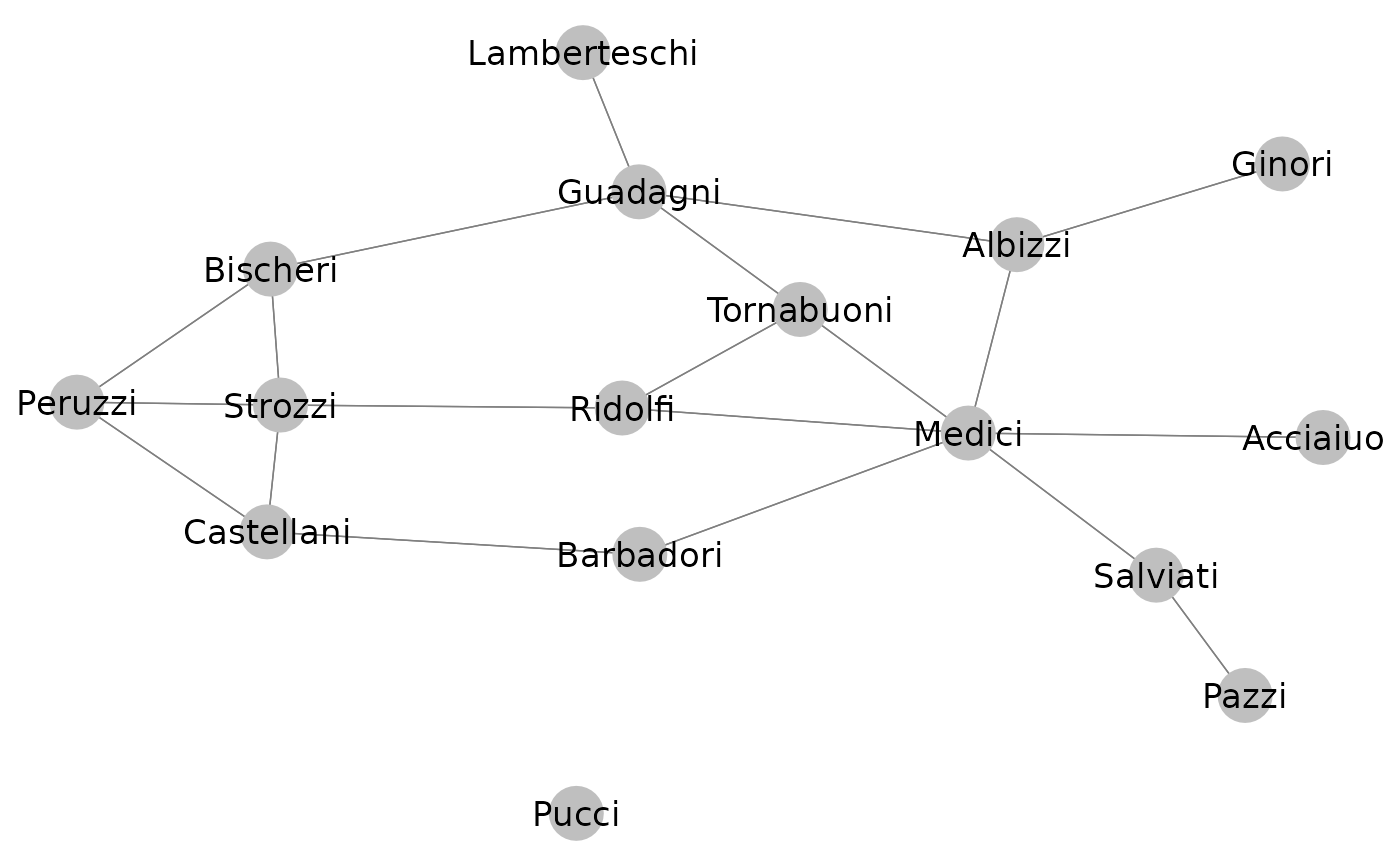 Lamberteschi
Ginori
Guadagni
Albizzi
Bischeri
Tornabuoni
Peruzzi
Strozzi
Ridolfi
Medici
Acciaiuo
Castellani
Barbadori
Salviati
Pazzi
Pucci